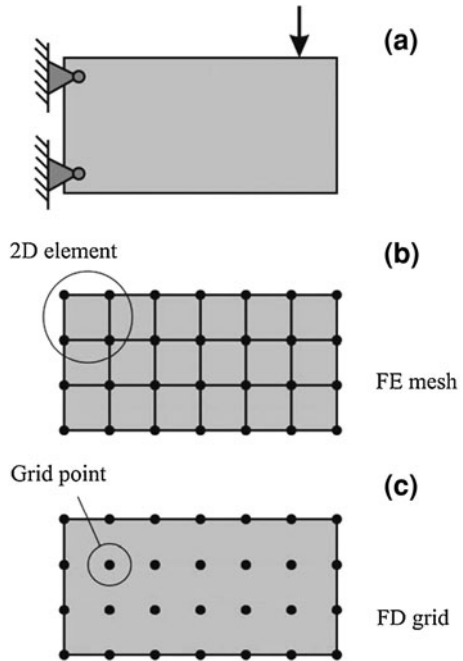 (a)
2D element
(b)
FE mesh
Grid point
(c)
FD grid